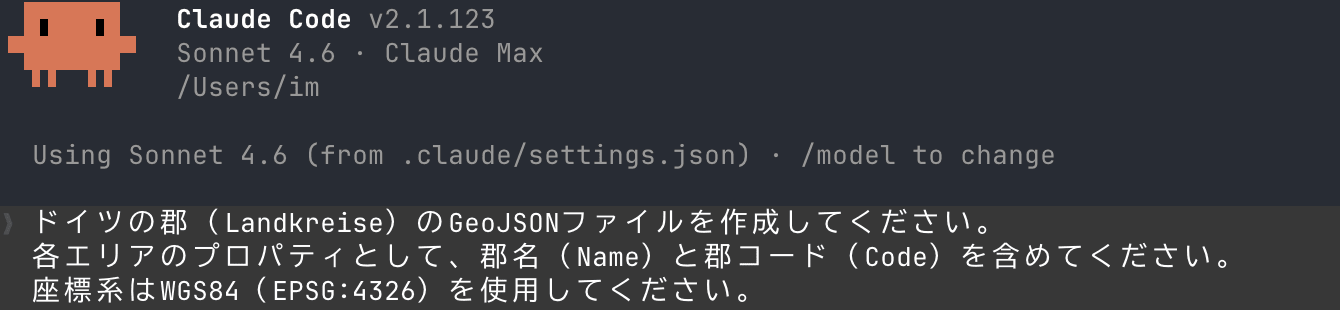 Claude Code v2.1.123
Sonnet 4.6 · Claude Max
/Users/im
Using Sonnet 4.6 (from .claude/settings.json) · /model to change
❯ ドイツの郡（Landkreise）のGeoJSONファイルを作成してください。
各エリアのプロパティとして、郡名（Name）と郡コード（Code）を含めてください。
座標系はWGS84（EPSG:4326）を使用してください。